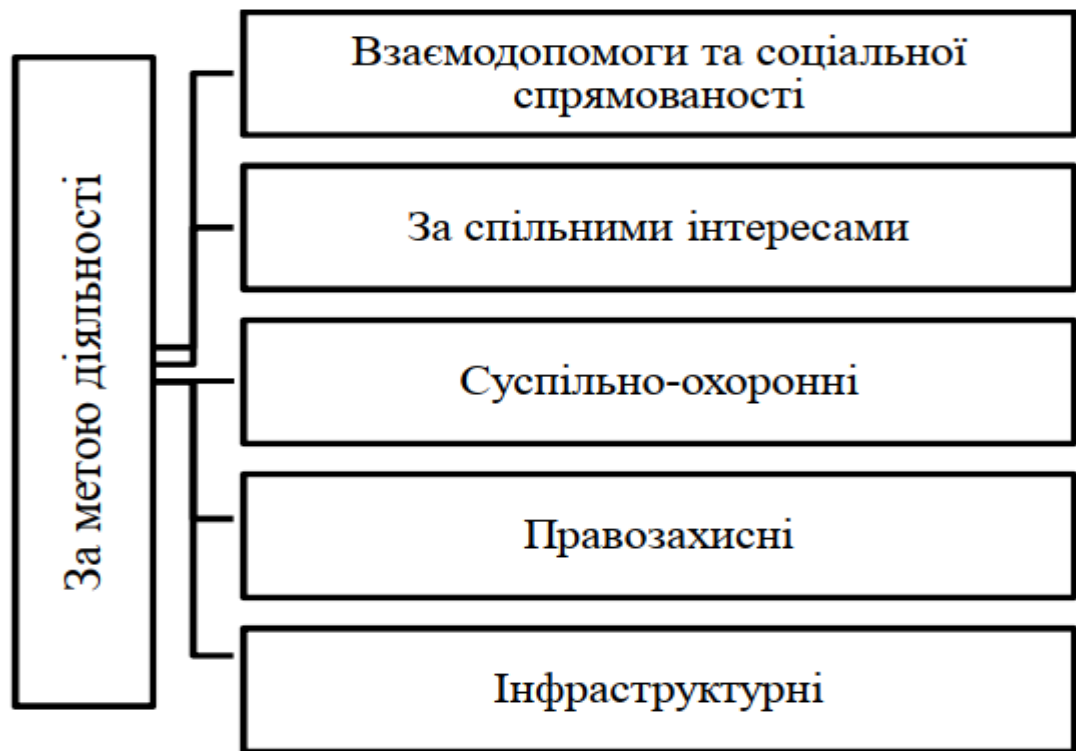 За метою діяльності
Взаємодопомоги та соціальної
спрямованості
За спільними інтересами
Суспільно-охоронні
Правозахисні
Інфраструктурні